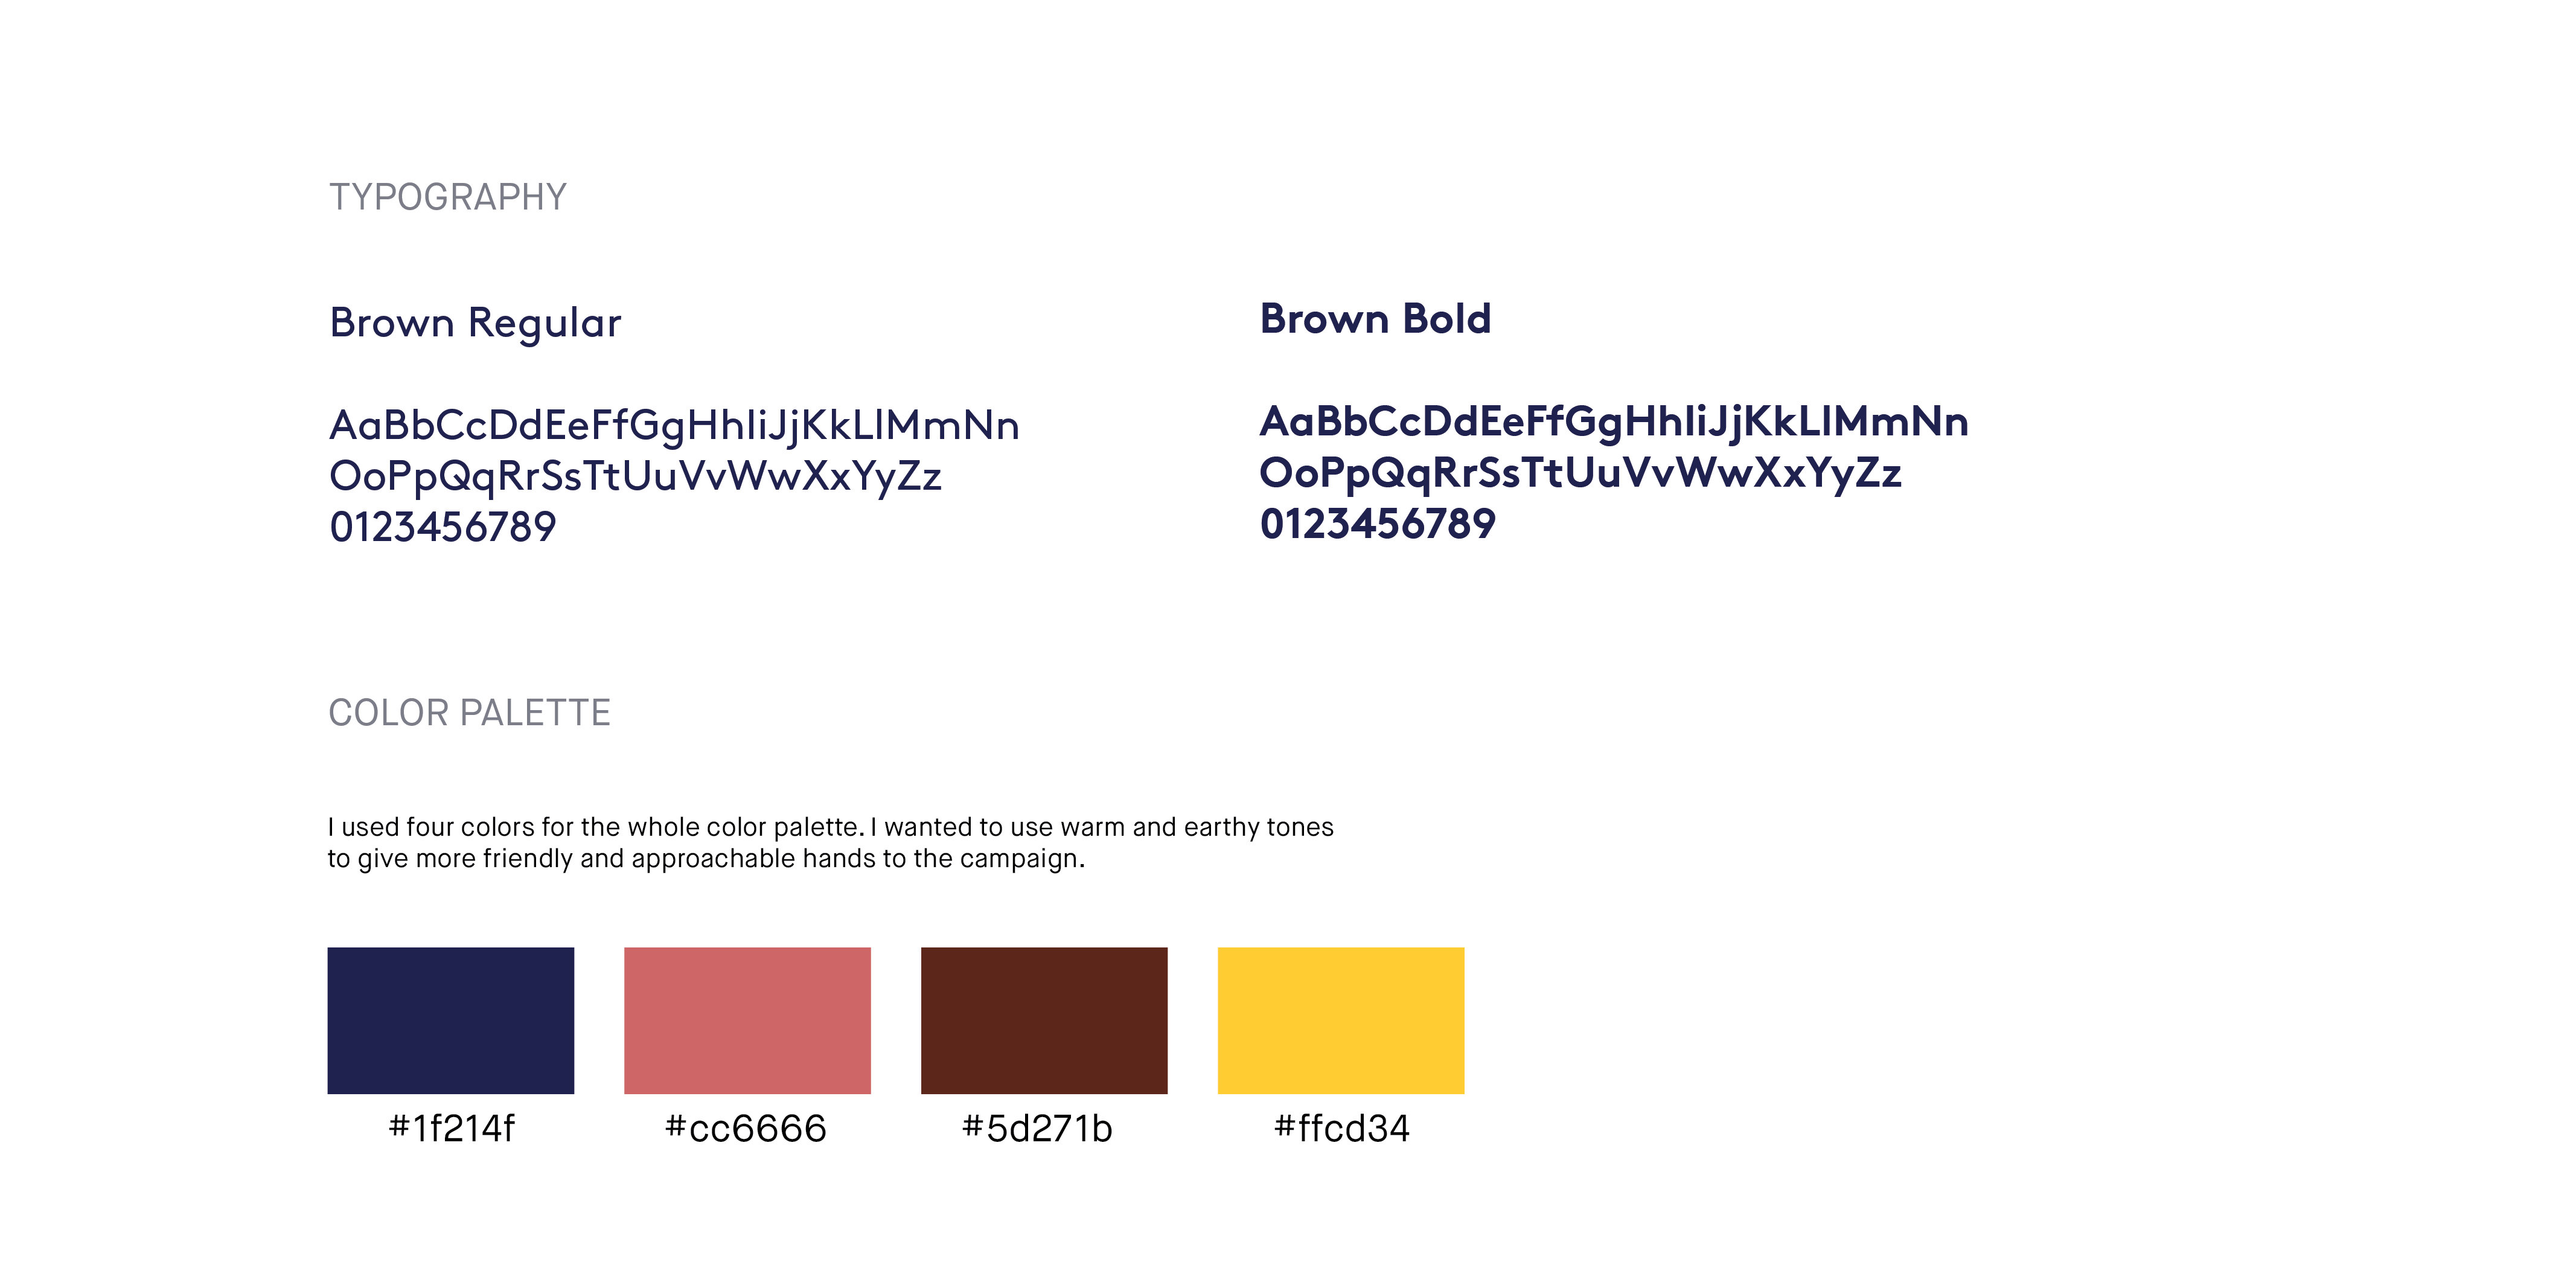 TYPOGRAPHY
Brown Regular
AaBbCcDdEeFfGgHhIiJjKkLlMmNn
OoPpQqRrSsTtUuVvWwXxYyZz
0123456789
Brown Bold
AaBbCcDdEeFfGgHhIiJjKkLlMmNn
OoPpQqRrSsTtUuVvWwXxYyZz
0123456789
COLOR PALETTE
I used four colors for the whole color palette. I wanted to use warm and earthy tones
to give more friendly and approachable hands to the campaign.
#1f214f
#cc6666
#5d271b
#ffcd34